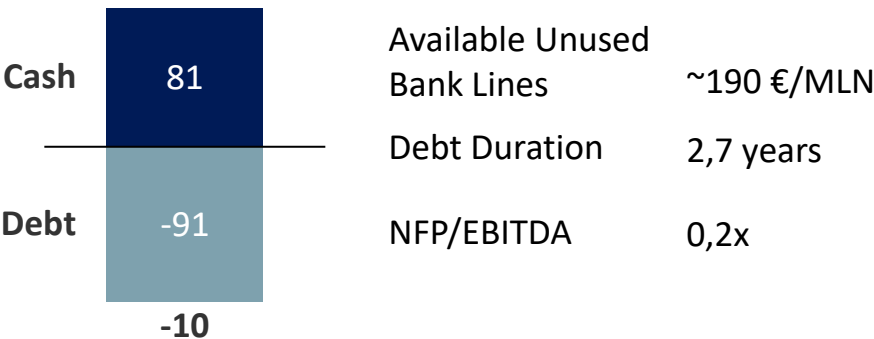 Cash
81
Debt
-91
-10
Available Unused
Bank Lines
~190 €/MLN
Debt Duration
2,7 years
NFP/EBITDA
0,2x